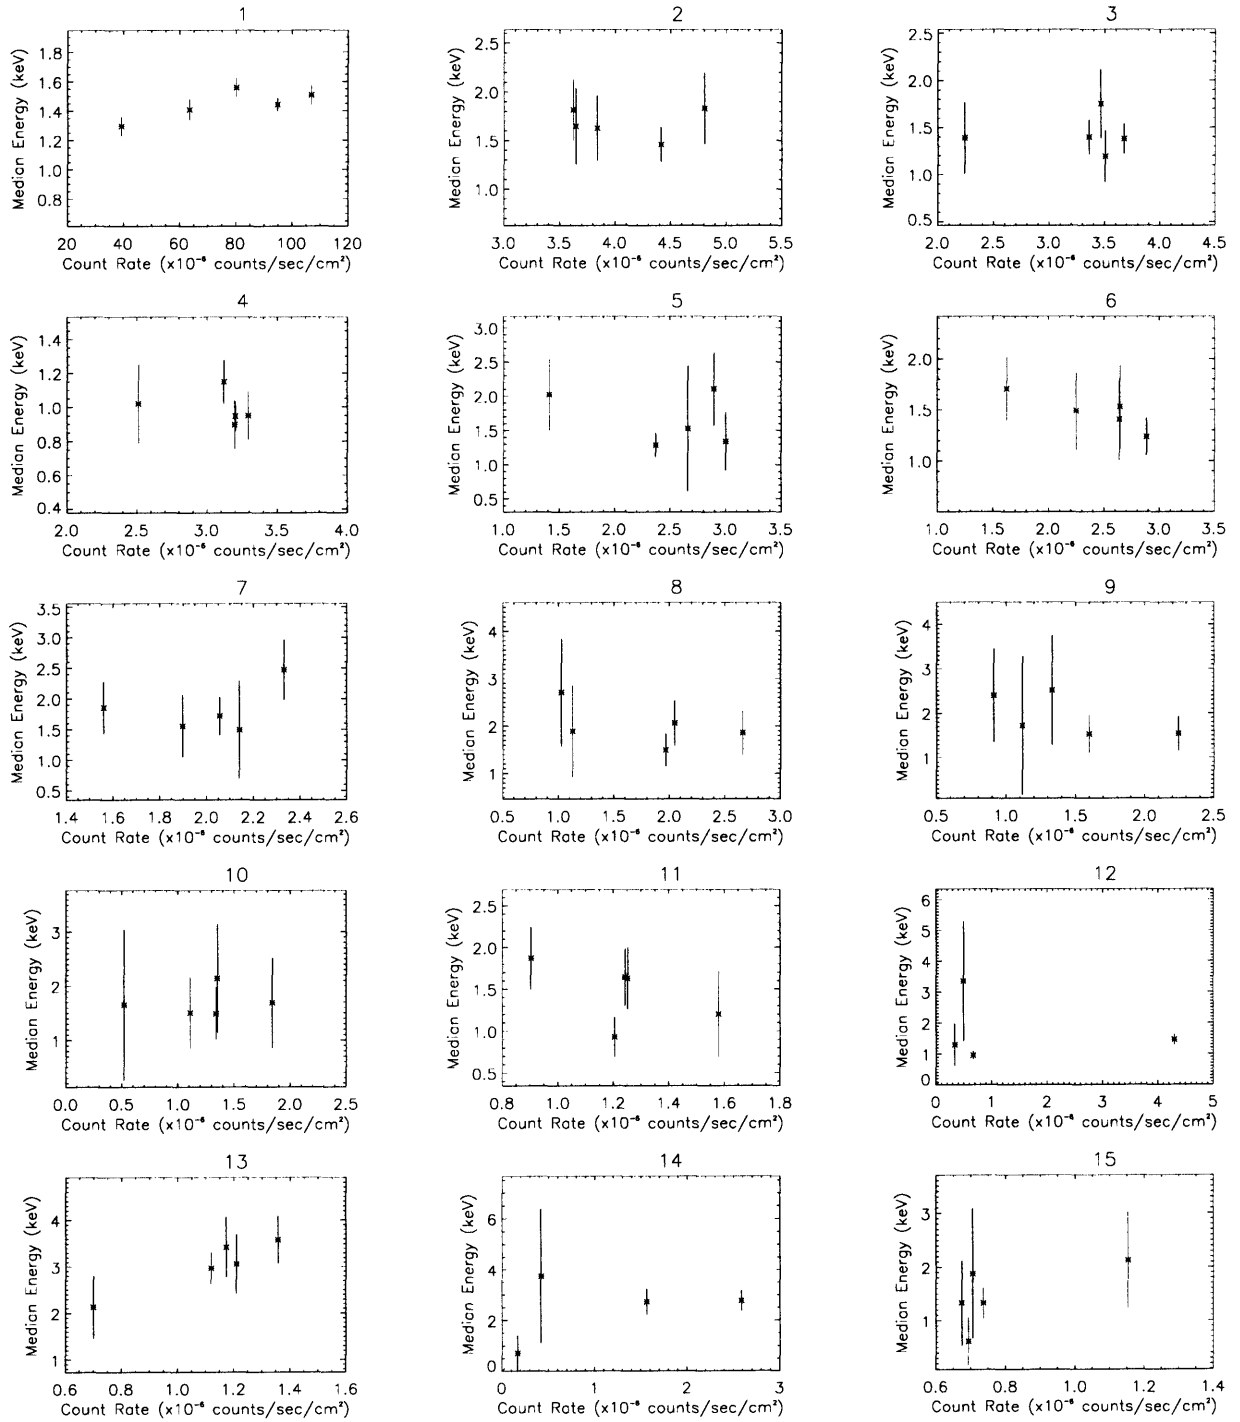 1
Median Energy (keV)
1.8
1.6
1.4
1.2
1.0
0.8
20 40 60 80 100 120
Count Rate (x10⁻⁶ counts/sec/cm²)
2
Median Energy (keV)
2.5
2.0
1.5
1.0
3.0 3.5 4.0 4.5 5.0 5.5
Count Rate (x10⁻⁶ counts/sec/cm²)
3
Median Energy (keV)
2.5
2.0
1.5
1.0
0.5
2.0 2.5 3.0 3.5 4.0 4.5
Count Rate (x10⁻⁶ counts/sec/cm²)
4
Median Energy (keV)
1.4
1.2
1.0
0.8
0.6
0.4
2.0 2.5 3.0 3.5 4.0
Count Rate (x10⁻⁶ counts/sec/cm²)
5
Median Energy (keV)
3.0
2.5
2.0
1.5
1.0
0.5
1.0 1.5 2.0 2.5 3.0 3.5
Count Rate (x10⁻⁶ counts/sec/cm²)
6
Median Energy (keV)
2.0
1.5
1.0
1.0 1.5 2.0 2.5 3.0 3.5
Count Rate (x10⁻⁶ counts/sec/cm²)
7
Median Energy (keV)
3.5
3.0
2.5
2.0
1.5
1.0
0.5
1.4 1.6 1.8 2.0 2.2 2.4 2.6
Count Rate (x10⁻⁶ counts/sec/cm²)
8
Median Energy (keV)
4
3
2
1
0.5 1.0 1.5 2.0 2.5 3.0
Count Rate (x10⁻⁶ counts/sec/cm²)
9
Median Energy (keV)
4
3
2
1
0.5 1.0 1.5 2.0 2.5
Count Rate (x10⁻⁶ counts/sec/cm²)
10
Median Energy (keV)
3
2
1
0.0 0.5 1.0 1.5 2.0 2.5
Count Rate (x10⁻⁶ counts/sec/cm²)
11
Median Energy (keV)
2.5
2.0
1.5
1.0
0.5
0.8 1.0 1.2 1.4 1.6 1.8
Count Rate (x10⁻⁶ counts/sec/cm²)
12
Median Energy (keV)
6
5
4
3
2
1
0
0 1 2 3 4 5
Count Rate (x10⁻⁶ counts/sec/cm²)
13
Median Energy (keV)
4
3
2
1
0.6 0.8 1.0 1.2 1.4 1.6
Count Rate (x10⁻⁶ counts/sec/cm²)
14
Median Energy (keV)
6
4
2
0
0 1 2 3
Count Rate (x10⁻⁶ counts/sec/cm²)
15
Median Energy (keV)
3
2
1
0.6 0.8 1.0 1.2 1.4
Count Rate (x10⁻⁶ counts/sec/cm²)